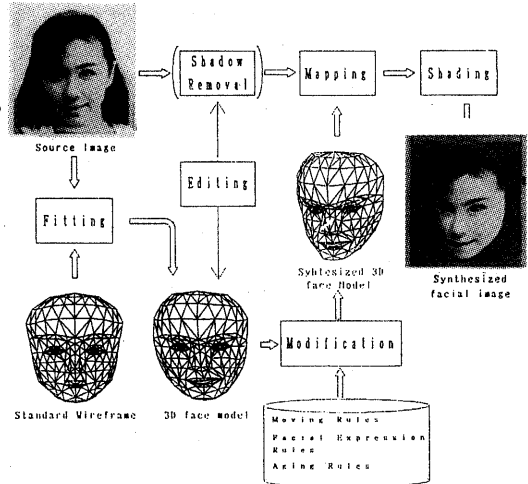 Shadow
Removal
Mapping
Shading
Source Image
Editing
Fitting
Syhtesized 3D
face Model
Synthesized
facial image
Modification
Standard Wireframe
3D face model
Moving Rules
Facial Expression
Rules
Aging Rules